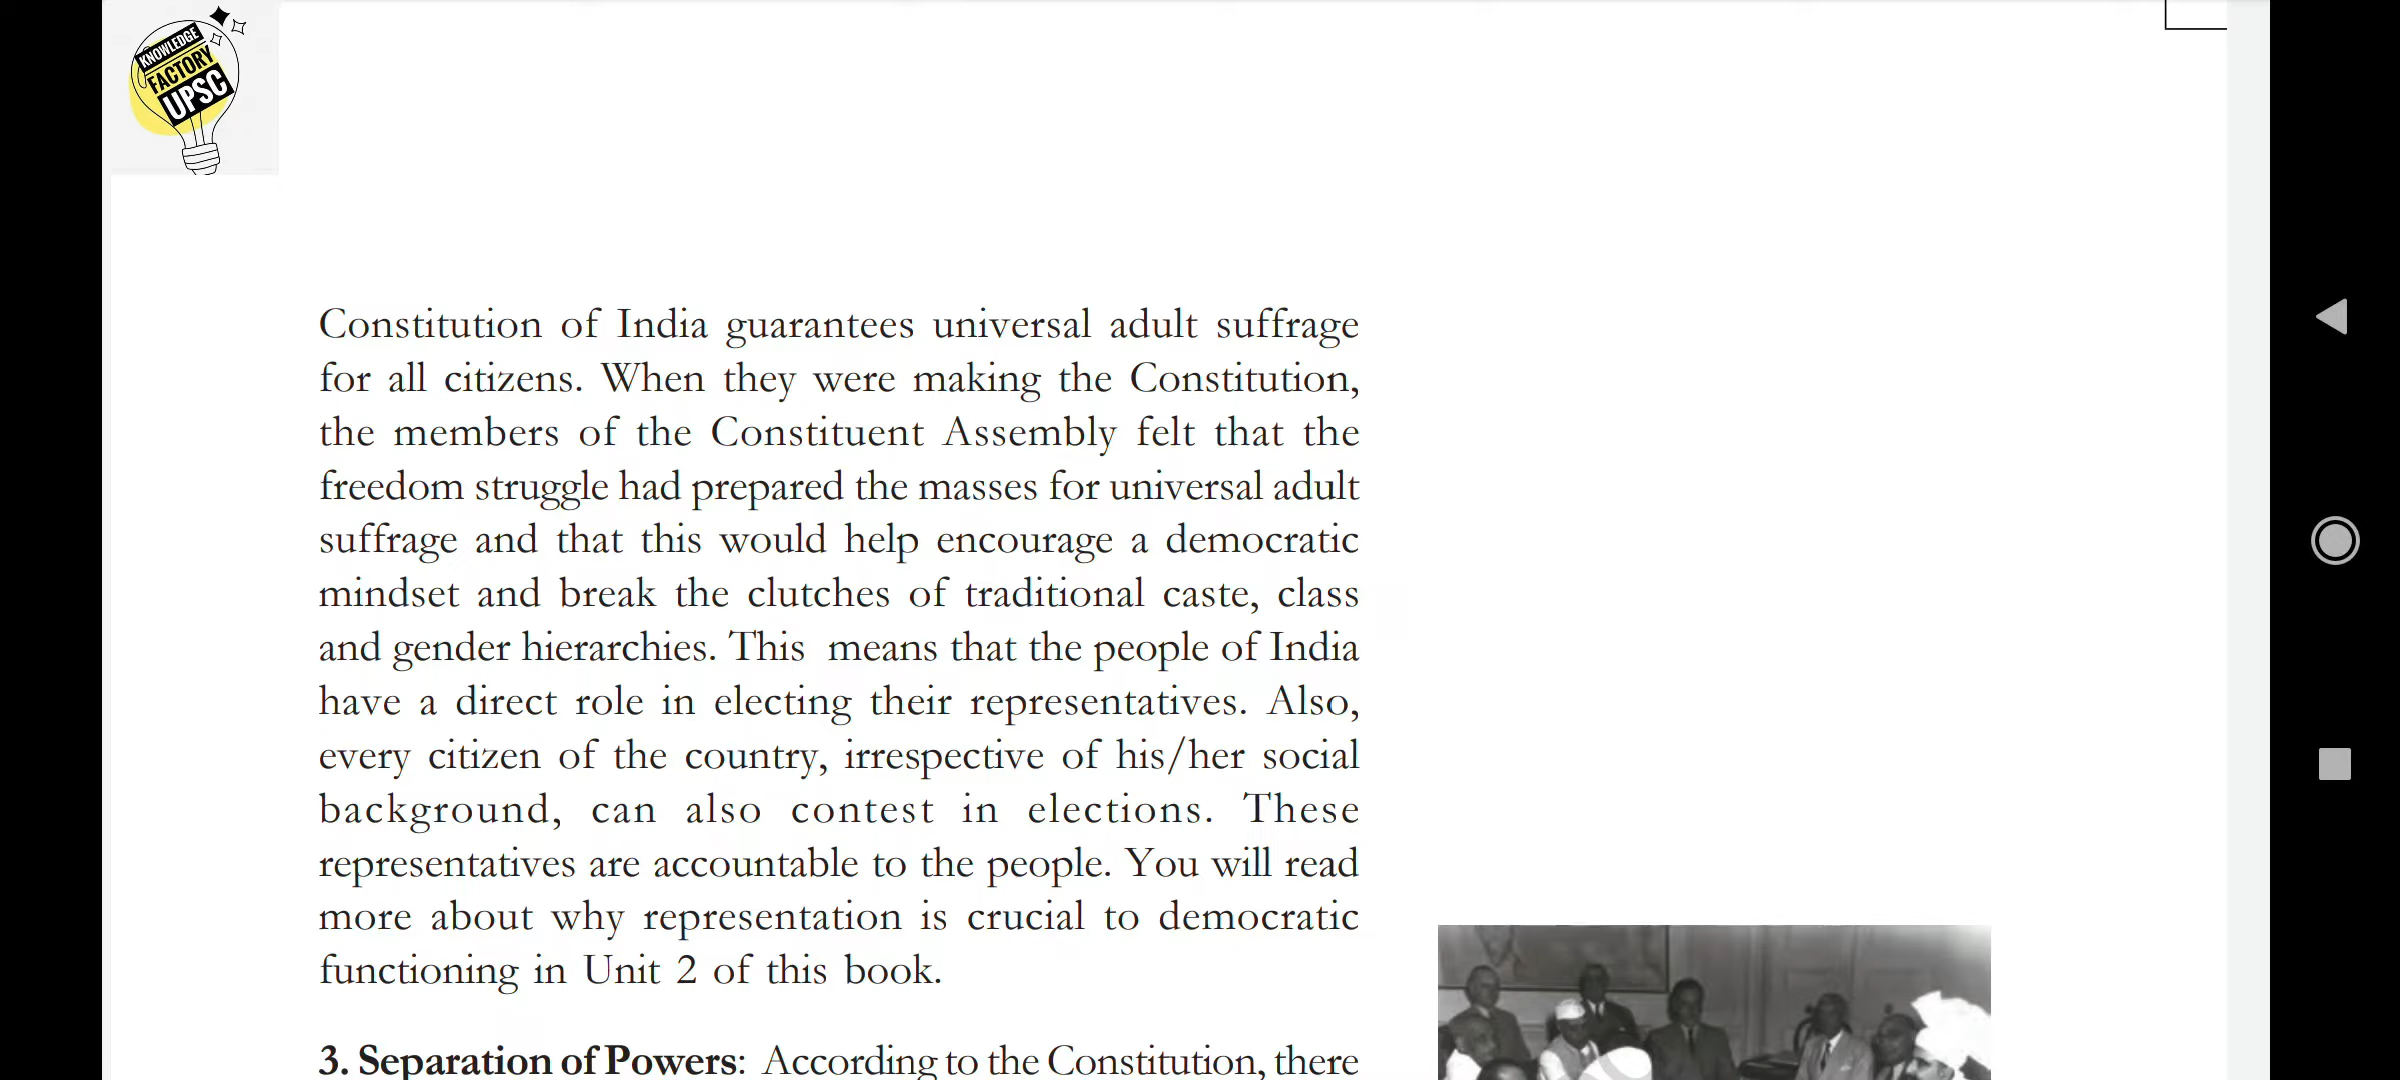 KNOWLEDGE
FACTORY
UPSC
Constitution of India guarantees universal adult suffrage
for all citizens. When they were making the Constitution,
the members of the Constituent Assembly felt that the
freedom struggle had prepared the masses for universal adult
suffrage and that this would help encourage a democratic
mindset and break the clutches of traditional caste, class
and gender hierarchies. This means that the people of India
have a direct role in electing their representatives. Also,
every citizen of the country, irrespective of his/her social
background, can also contest in elections. These
representatives are accountable to the people. You will read
more about why representation is crucial to democratic
functioning in Unit 2 of this book.
3. Separation of Powers: According to the Constitution, there